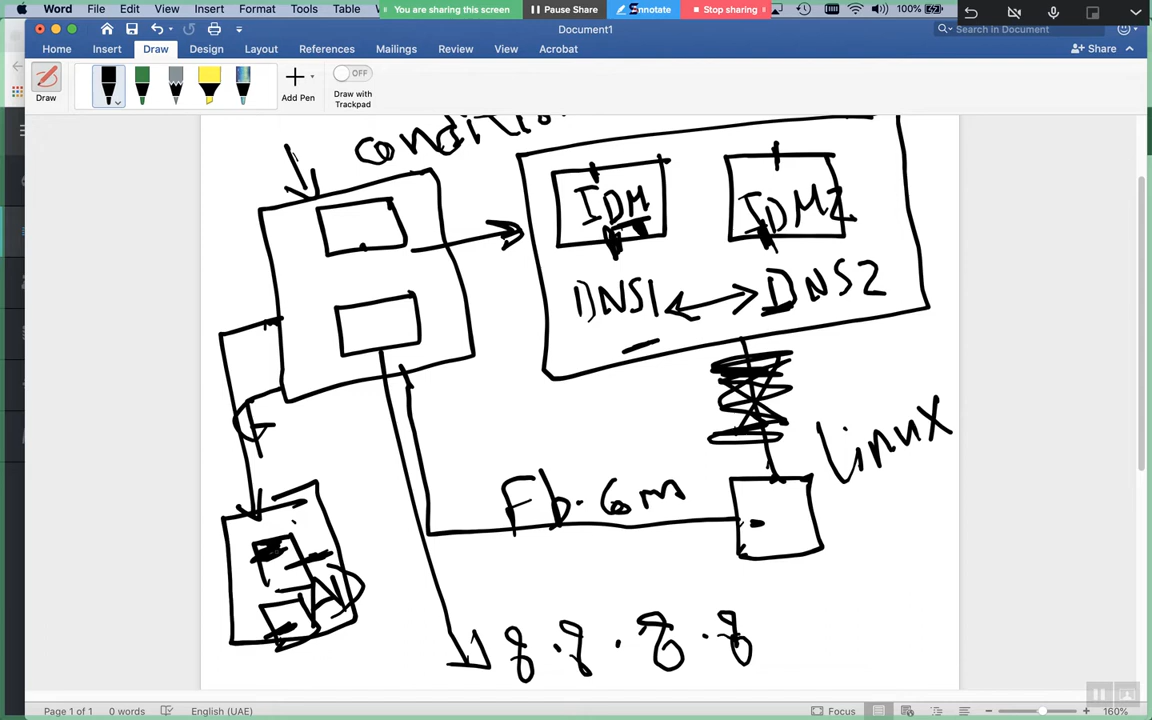 Word File Edit View Insert Format Tools Table
You are sharing this screen Pause Share Annotate Stop sharing
100%
Document1
Search In Document
Home Insert Draw Design Layout References Mailings Review View Acrobat
Share
Draw
Add Pen
OFF
Draw with
Trackpad
IDM IDM2
DNS1 DNS2
Linux
Fb.com
AD
8.8.8.8
Page 1 of 1 0 words English (UAE) Focus 160%